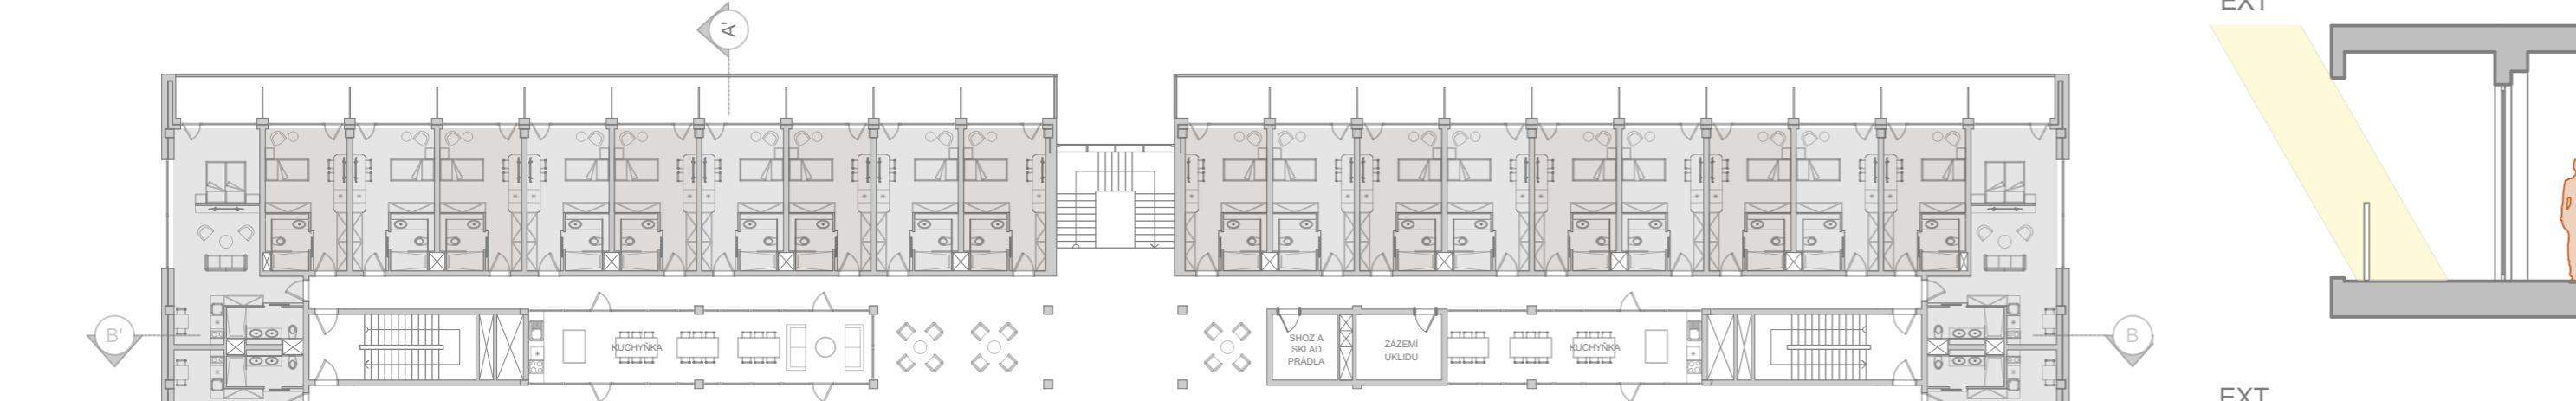 EXT
A'
B'
KUCHYŇKA
SHOZ A
SKLAD
PRÁDLA
ZÁZEMÍ
ÚKLIDU
KUCHYŇKA
B
EXT